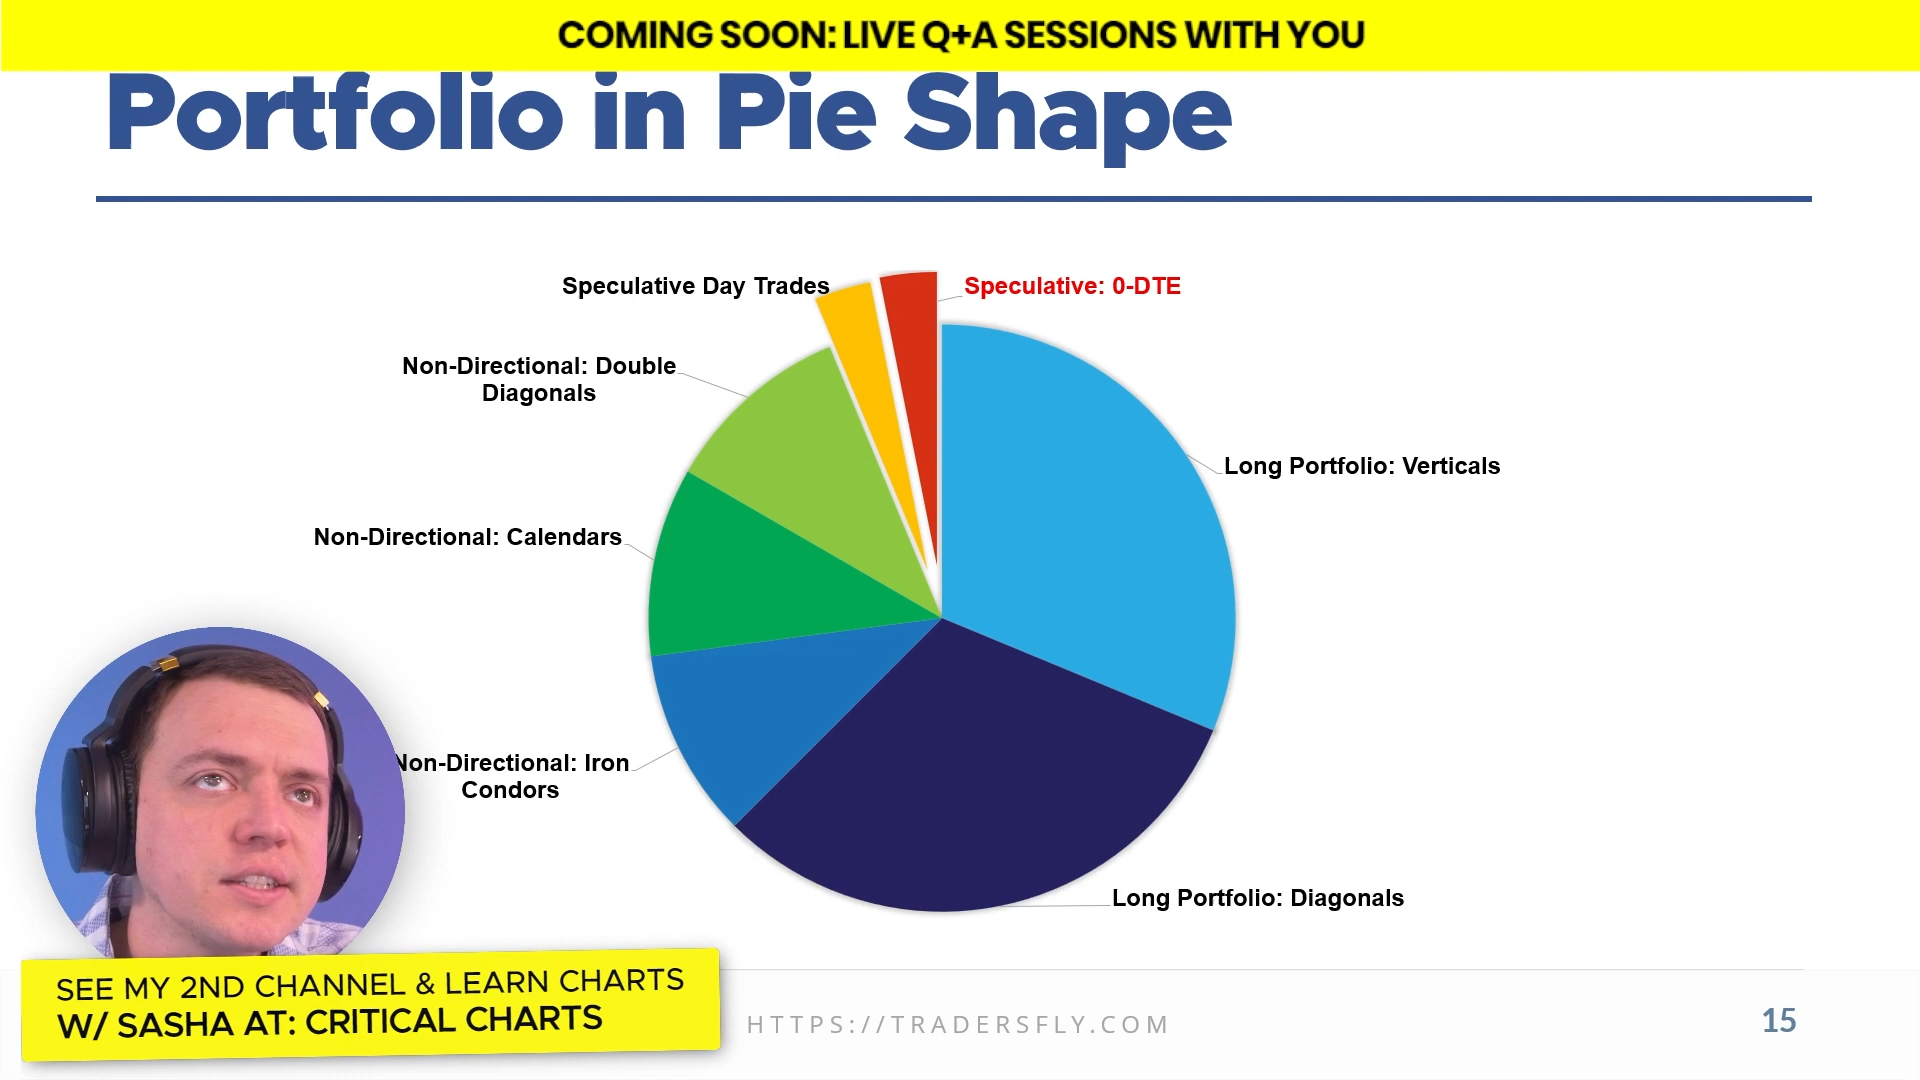 COMING SOON: LIVE Q+A SESSIONS WITH YOU
Portfolio in Pie Shape
Speculative Day Trades
Speculative: 0-DTE
Non-Directional: Double
Diagonals
Long Portfolio: Verticals
Non-Directional: Calendars
Non-Directional: Iron
Condors
Long Portfolio: Diagonals
SEE MY 2ND CHANNEL & LEARN CHARTS
W/ SASHA AT: CRITICAL CHARTS
HTTPS://TRADERSFLY.COM
15